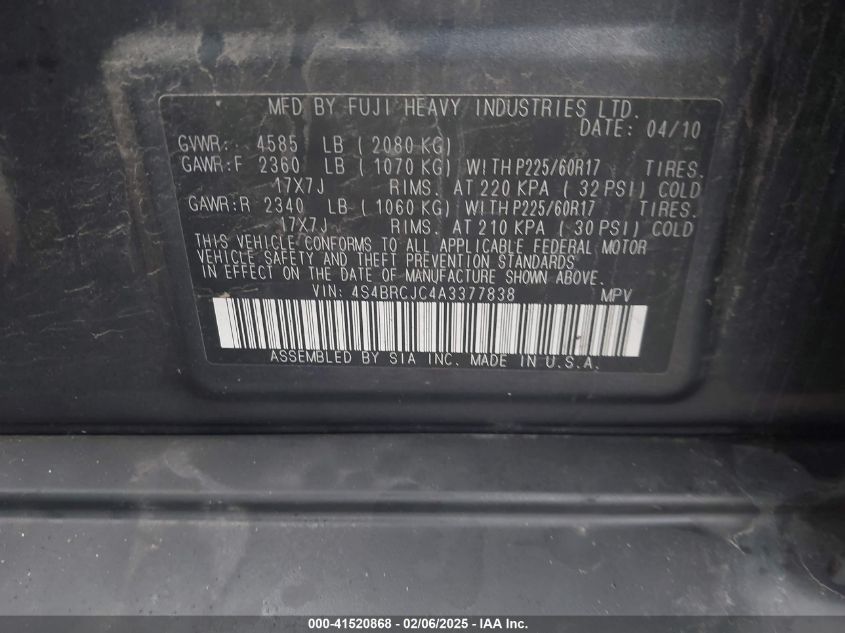 MFD BY FUJI HEAVY INDUSTRIES LTD.
DATE: 04/10
GVWR: 4585 LB ( 2080 KG)
GAWR:F 2360 LB ( 1070 KG) WITH P225/60R17 TIRES.
17X7J RIMS. AT 220 KPA ( 32 PSI) COLD
GAWR:R 2340 LB ( 1060 KG) WITH P225/60R17 TIRES.
17X7J RIMS. AT 210 KPA ( 30 PSI) COLD
THIS VEHICLE CONFORMS TO ALL APPLICABLE FEDERAL MOTOR
VEHICLE SAFETY AND THEFT PREVENTION STANDARDS
IN EFFECT ON THE DATE OF MANUFACTURE SHOWN ABOVE.
VIN: 4S4BRCJC4A3377838 MPV
ASSEMBLED BY SIA INC. MADE IN U.S.A.
000-41520868 - 02/06/2025 - IAA Inc.